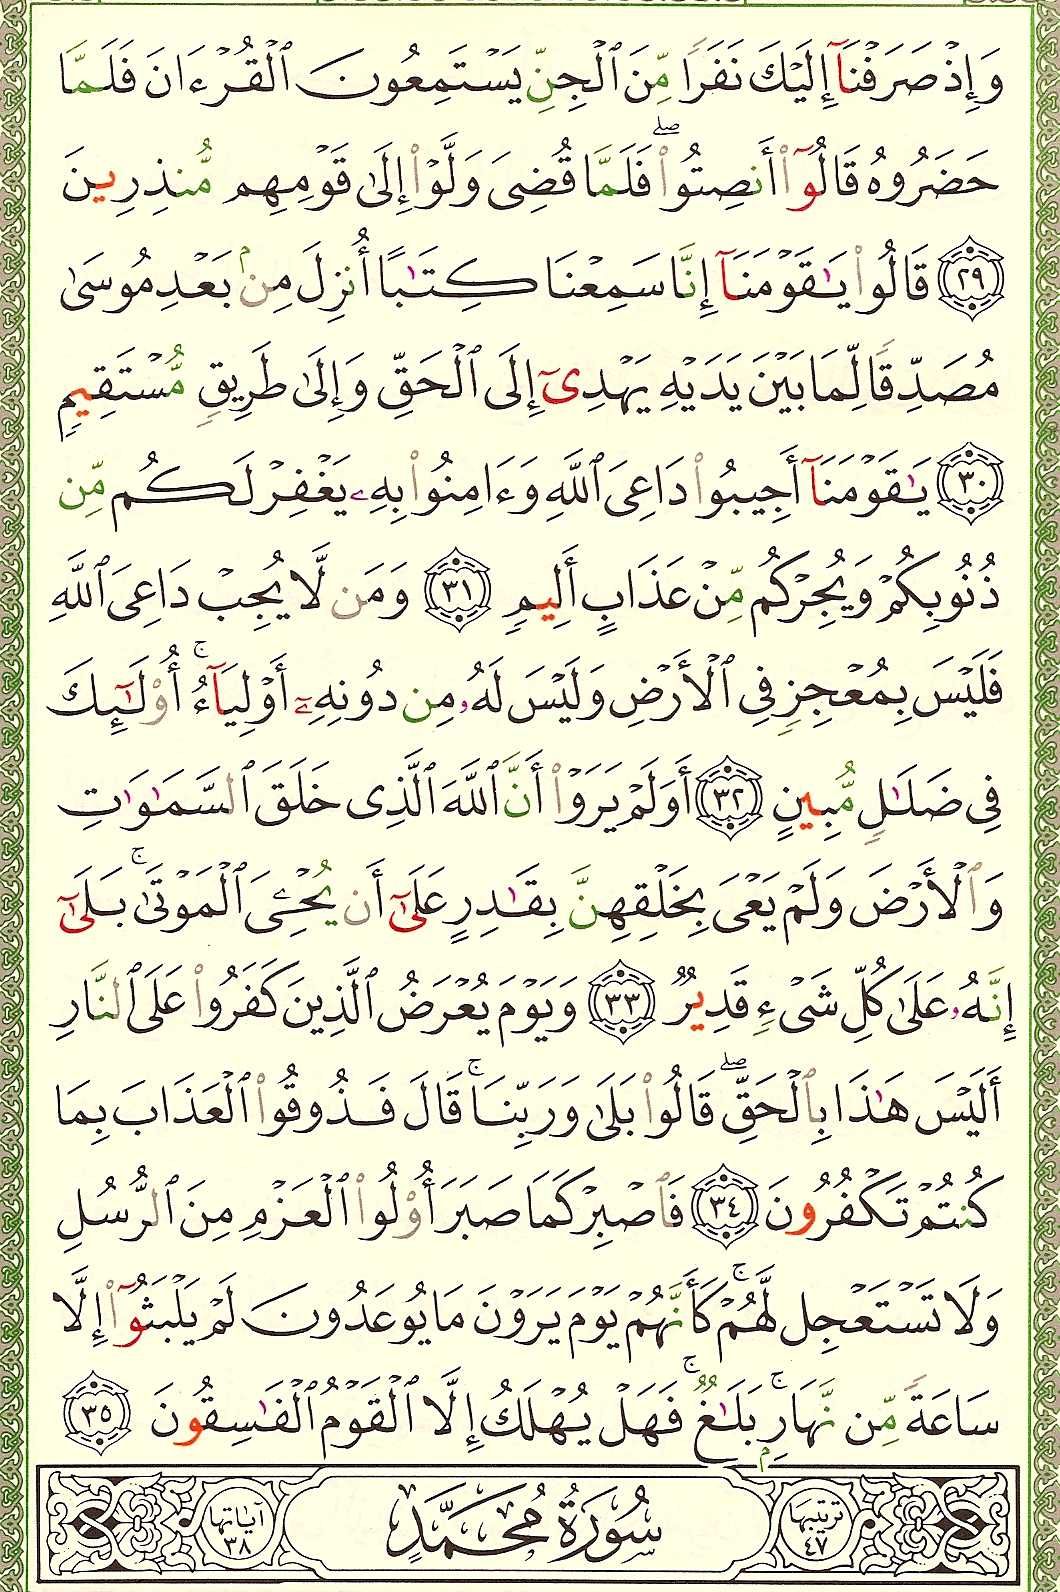 وَإِذْ صَرَفْنَآ إِلَيْكَ نَفَرًا مِّنَ ٱلْجِنِّ يَسْتَمِعُونَ ٱلْقُرْءَانَ فَلَمَّا
حَضَرُوهُ قَالُوٓا۟ أَنصِتُوا۟ ۖ فَلَمَّا قُضِىَ وَلَّوْا۟ إِلَىٰ قَوْمِهِم مُّنذِرِينَ
﴿٢٩﴾ قَالُوا۟ يَـٰقَوْمَنَآ إِنَّا سَمِعْنَا كِتَـٰبًا أُنزِلَ مِنۢ بَعْدِ مُوسَىٰ
مُصَدِّقًا لِّمَا بَيْنَ يَدَيْهِ يَهْدِىٓ إِلَى ٱلْحَقِّ وَإِلَىٰ طَرِيقٍ مُّسْتَقِيمٍ
﴿٣٠﴾ يَـٰقَوْمَنَآ أَجِيبُوا۟ دَاعِىَ ٱللَّهِ وَءَامِنُوا۟ بِهِۦ يَغْفِرْ لَكُم مِّن
ذُنُوبِكُمْ وَيُجِرْكُم مِّنْ عَذَابٍ أَلِيمٍ ﴿٣١﴾ وَمَن لَّا يُجِبْ دَاعِىَ ٱللَّهِ
فَلَيْسَ بِمُعْجِزٍ فِى ٱلْأَرْضِ وَلَيْسَ لَهُۥ مِن دُونِهِۦٓ أَوْلِيَآءُ ۚ أُو۟لَـٰٓئِكَ
فِى ضَلَـٰلٍ مُّبِينٍ ﴿٣٢﴾ أَوَلَمْ يَرَوْا۟ أَنَّ ٱللَّهَ ٱلَّذِى خَلَقَ ٱلسَّمَـٰوَٰتِ
وَٱلْأَرْضَ وَلَمْ يَعْىَ بِخَلْقِهِنَّ بِقَـٰدِرٍ عَلَىٰٓ أَن يُحْـِۧىَ ٱلْمَوْتَىٰ ۚ بَلَىٰٓ
إِنَّهُۥ عَلَىٰ كُلِّ شَىْءٍ قَدِيرٌ ﴿٣٣﴾ وَيَوْمَ يُعْرَضُ ٱلَّذِينَ كَفَرُوا۟ عَلَى ٱلنَّارِ
أَلَيْسَ هَـٰذَا بِٱلْحَقِّ ۖ قَالُوا۟ بَلَىٰ وَرَبِّنَا ۚ قَالَ فَذُوقُوا۟ ٱلْعَذَابَ بِمَا
كُنتُمْ تَكْفُرُونَ ﴿٣٤﴾ فَٱصْبِرْ كَمَا صَبَرَ أُو۟لُوا۟ ٱلْعَزْمِ مِنَ ٱلرُّسُلِ
وَلَا تَسْتَعْجِل لَّهُمْ ۚ كَأَنَّهُمْ يَوْمَ يَرَوْنَ مَا يُوعَدُونَ لَمْ يَلْبَثُوٓا۟ إِلَّا
سَاعَةً مِّن نَّهَارٍۭ ۚ بَلَـٰغٌ ۚ فَهَلْ يُهْلَكُ إِلَّا ٱلْقَوْمُ ٱلْفَـٰسِقُونَ ﴿٣٥﴾
ترتيبها ٤٧ سُورَةُ مُحَمَّدٍ آياتها ٣٨